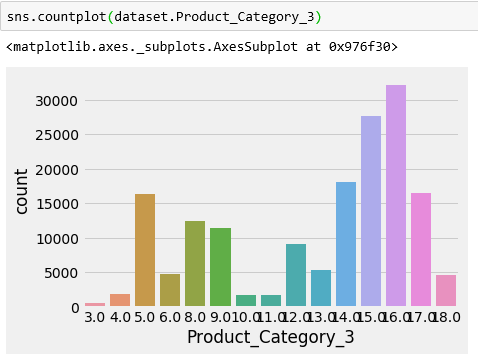 sns.countplot(dataset.Product_Category_3)
<matplotlib.axes._subplots.AxesSubplot at 0x976f30>
30000
25000
20000
15000
10000
5000
0
count
3.0 4.0 5.0 6.0 8.0 9.0 10.0 11.0 12.0 13.0 14.0 15.0 16.0 17.0 18.0
Product_Category_3